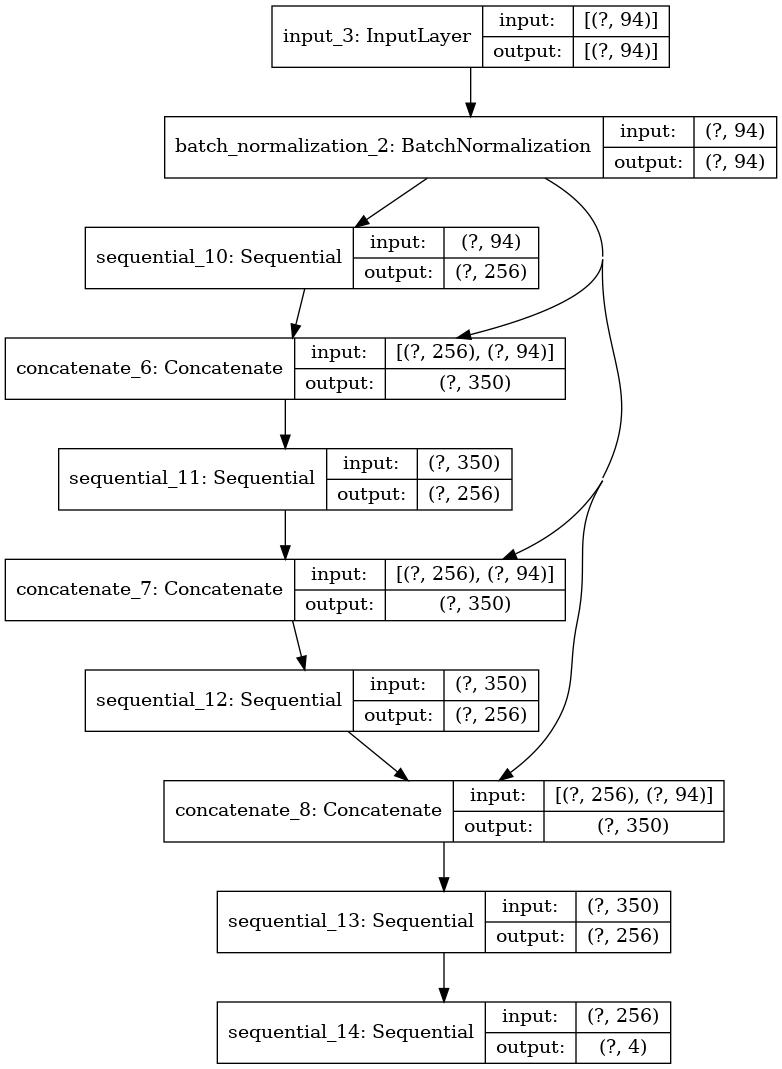 input_3: InputLayer
input: [(?, 94)]
output: [(?, 94)]
batch_normalization_2: BatchNormalization
input: (?, 94)
output: (?, 94)
sequential_10: Sequential
input: (?, 94)
output: (?, 256)
concatenate_6: Concatenate
input: [(?, 256), (?, 94)]
output: (?, 350)
sequential_11: Sequential
input: (?, 350)
output: (?, 256)
concatenate_7: Concatenate
input: [(?, 256), (?, 94)]
output: (?, 350)
sequential_12: Sequential
input: (?, 350)
output: (?, 256)
concatenate_8: Concatenate
input: [(?, 256), (?, 94)]
output: (?, 350)
sequential_13: Sequential
input: (?, 350)
output: (?, 256)
sequential_14: Sequential
input: (?, 256)
output: (?, 4)